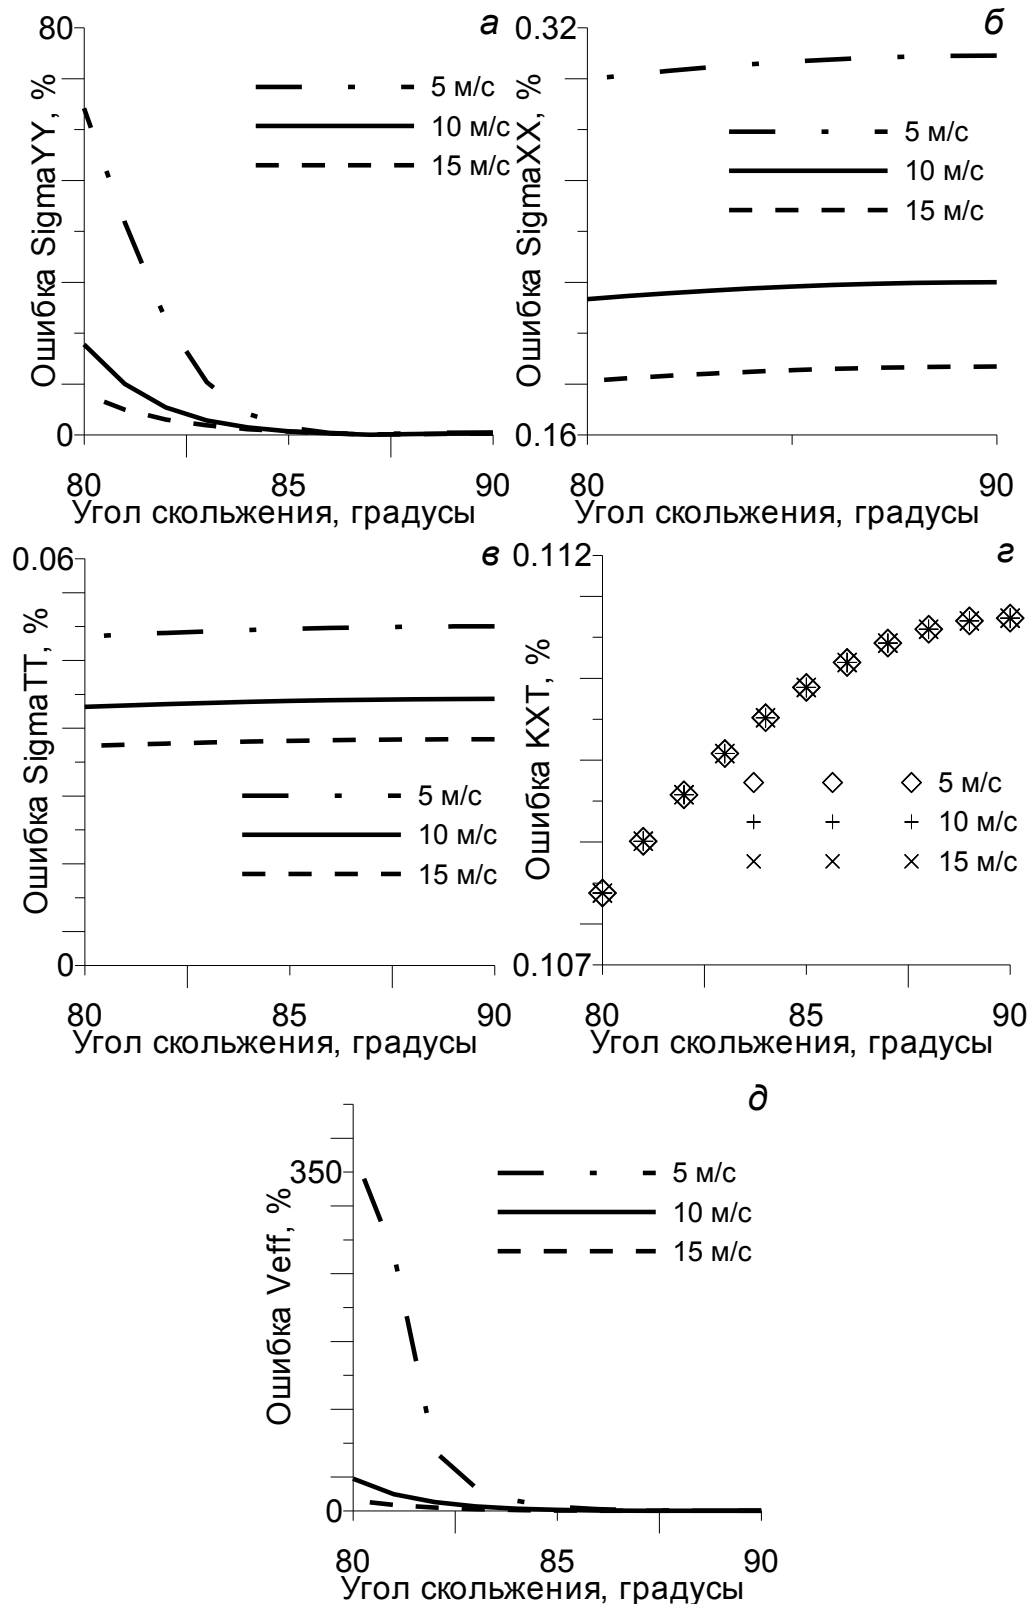 а
80
0
80
85
90
Ошибка SigmaYY, %
Угол скольжения, градусы
5 м/с
10 м/с
15 м/с
б
0.32
0.16
80
90
Ошибка SigmaXX, %
Угол скольжения, градусы
5 м/с
10 м/с
15 м/с
в
0.06
0
80
85
90
Ошибка SigmaTT, %
Угол скольжения, градусы
5 м/с
10 м/с
15 м/с
г
0.112
0.107
80
85
90
Ошибка KXT, %
Угол скольжения, градусы
5 м/с
10 м/с
15 м/с
д
350
0
80
85
90
Ошибка Veff, %
Угол скольжения, градусы
5 м/с
10 м/с
15 м/с